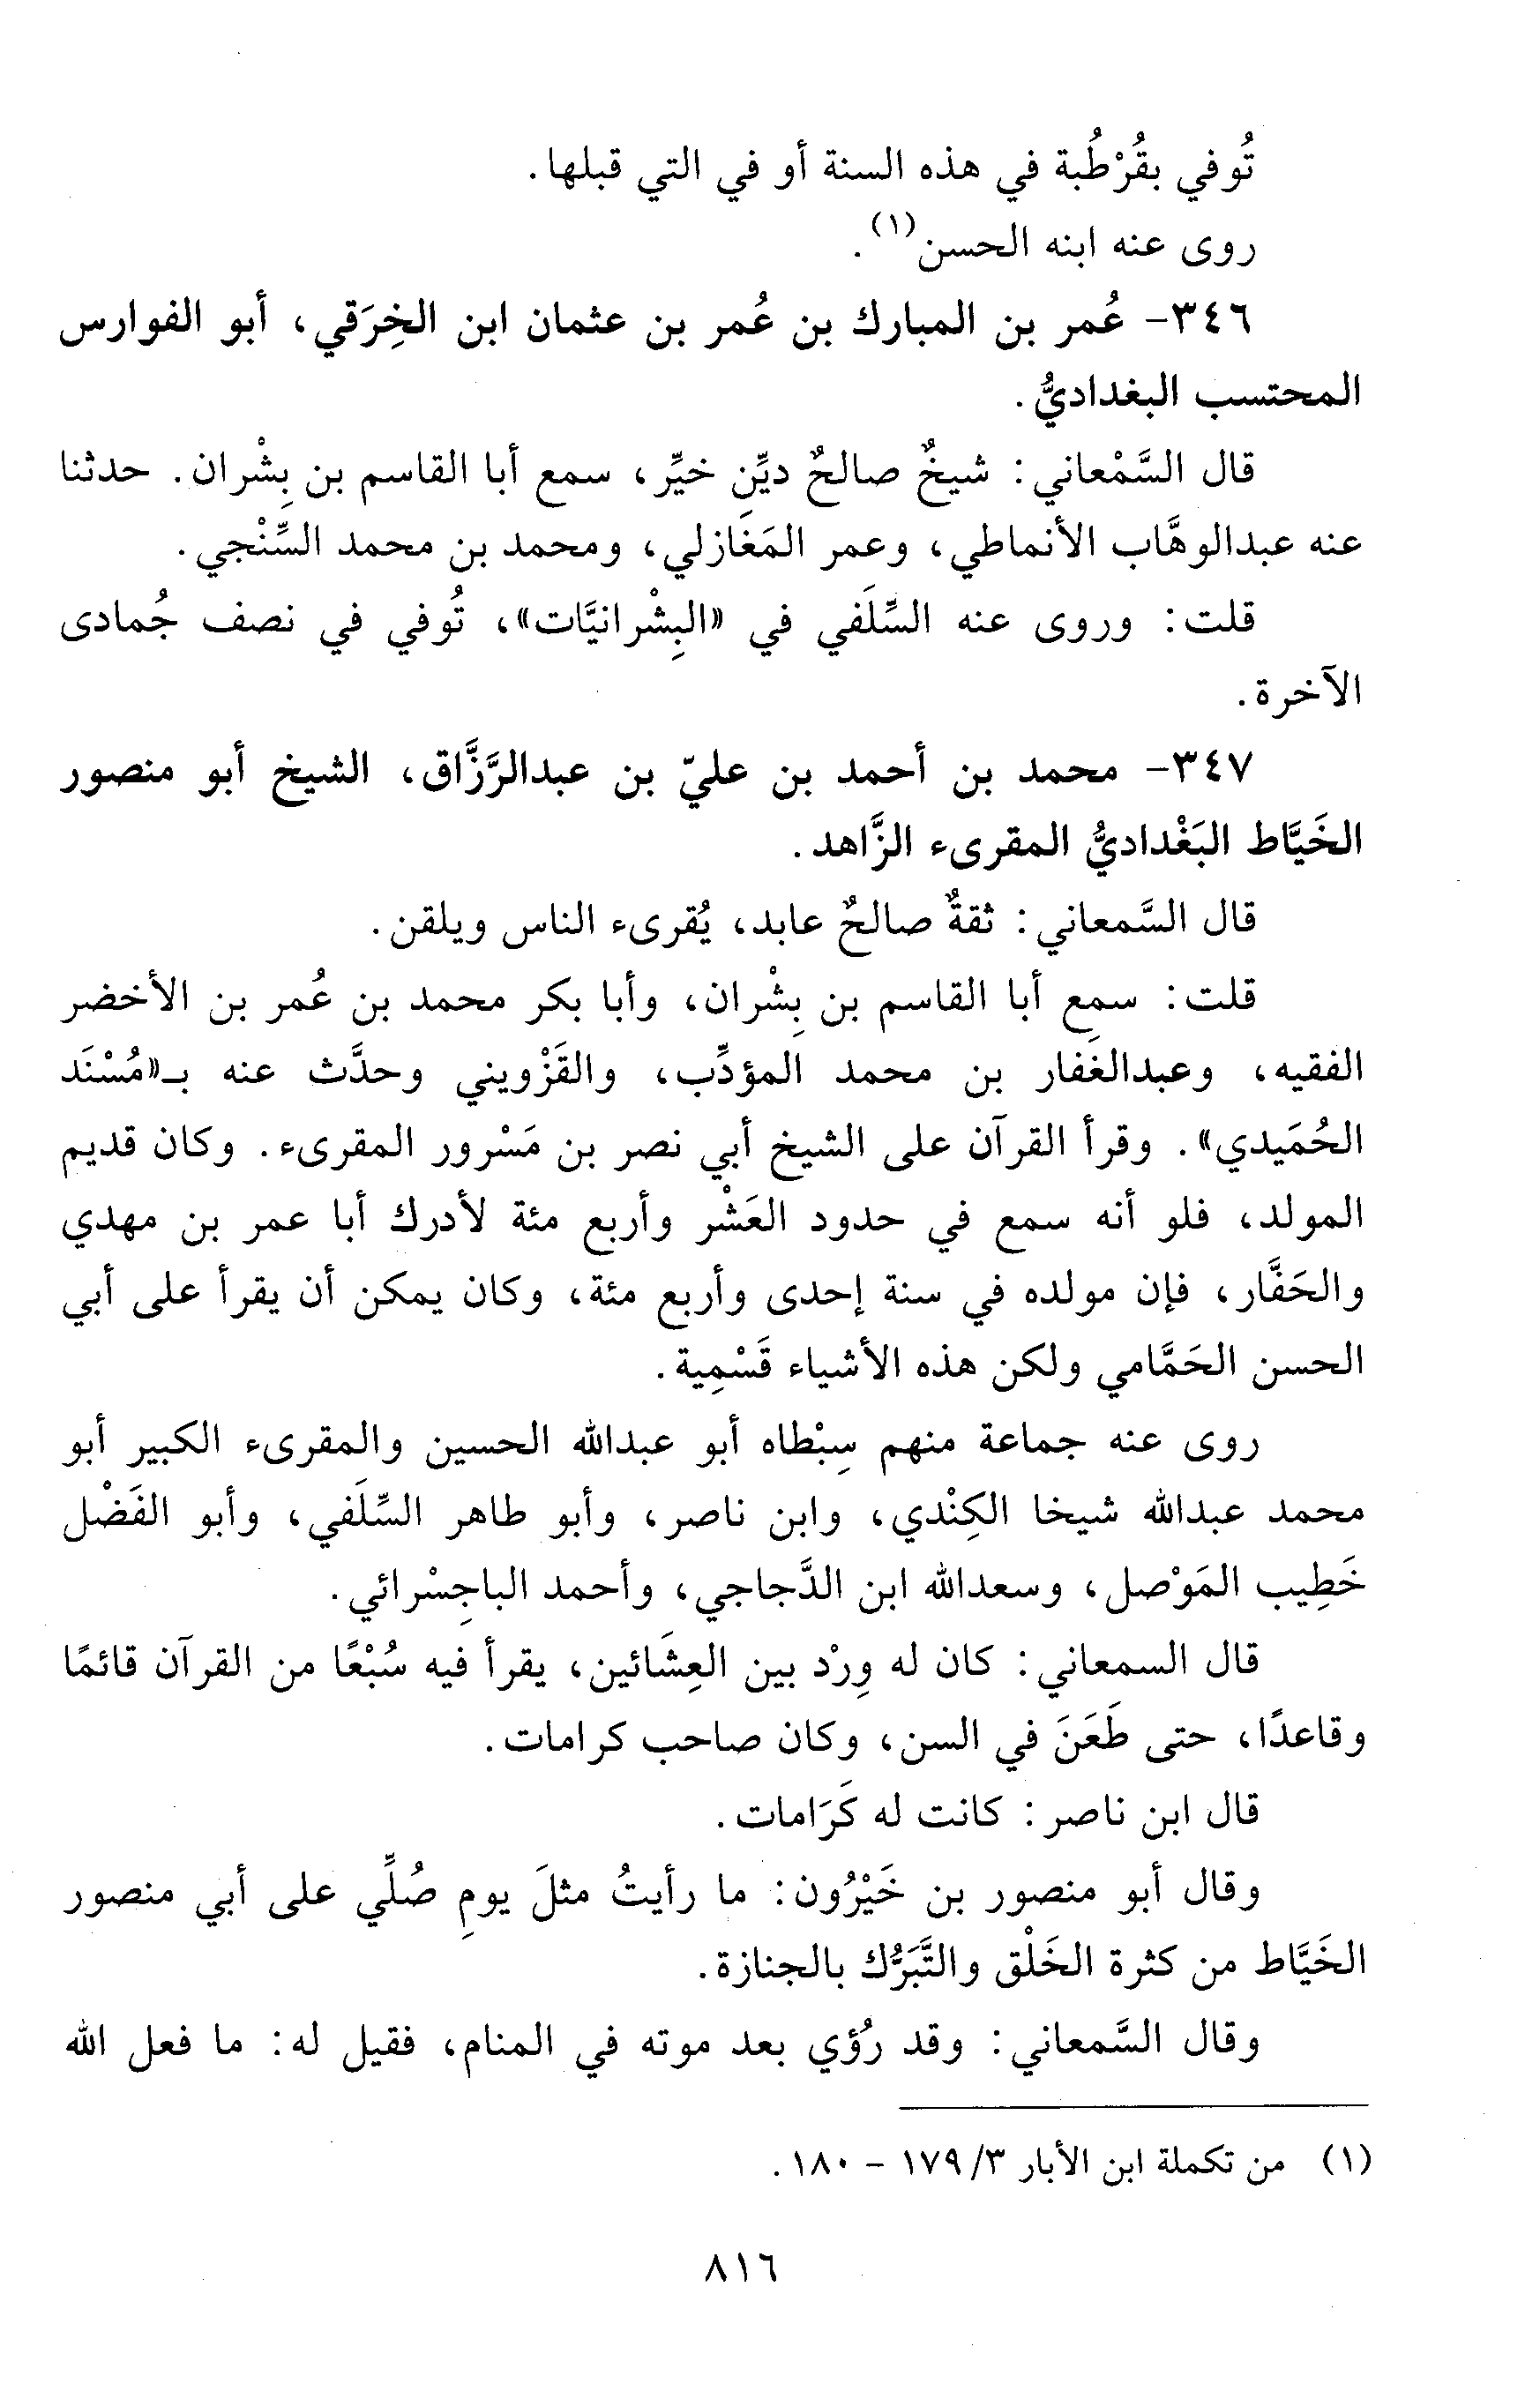 تُوفي بقُرْطُبة في هذه السنة أو في التي قبلها.
روى عنه ابنه الحسن(١).
٣٤٦- عُمر بن المبارك بن عُمر بن عثمان ابن الخِرَقي، أبو الفوارس
المحتسب البغداديُّ.
قال السَّمْعاني: شيخٌ صالحٌ ديِّن خيِّر، سمع أبا القاسم بن بِشْران. حدثنا
عنه عبدالوهَّاب الأنماطي، وعمر المَغَازلي، ومحمد بن محمد السِّنْجي.
قلت: وروى عنه السِّلَفي في «البِشْرانيَّات»، تُوفي في نصف جُمادى
الآخرة.
٣٤٧- محمد بن أحمد بن عليّ بن عبدالرَّزَّاق، الشيخ أبو منصور
الخَيَّاط البَغْداديُّ المقرىء الزَّاهد.
قال السَّمعاني: ثقةٌ صالحٌ عابد، يُقرىء الناس ويلقن.
قلت: سمع أبا القاسم بن بِشْران، وأبا بكر محمد بن عُمر بن الأخضر
الفقيه، وعبدالغَفار بن محمد المؤدِّب، والقَزْويني وحدَّث عنه بـ«مُسْنَد
الحُمَيدي». وقرأ القرآن على الشيخ أبي نصر بن مَسْرور المقرىء. وكان قديم
المولد، فلو أنه سمع في حدود العَشْر وأربع مئة لأدرك أبا عمر بن مهدي
والحَفَّار، فإن مولده في سنة إحدى وأربع مئة، وكان يمكن أن يقرأ على أبي
الحسن الحَمَّامي ولكن هذه الأشياء قَسْمِية.
روى عنه جماعة منهم سِبْطاه أبو عبدالله الحسين والمقرىء الكبير أبو
محمد عبدالله شيخا الكِنْدي، وابن ناصر، وأبو طاهر السِّلَفي، وأبو الفَضْل
خَطِيب المَوْصل، وسعدالله ابن الدَّجاجي، وأحمد الباجِسْرائي.
قال السمعاني: كان له وِرْد بين العِشَائين، يقرأ فيه سُبْعًا من القرآن قائمًا
وقاعدًا، حتى طَعَنَ في السن، وكان صاحب كرامات.
قال ابن ناصر: كانت له كَرَامات.
وقال أبو منصور بن خَيْرُون: ما رأيتُ مثلَ يومِ صُلِّي على أبي منصور
الخَيَّاط من كثرة الخَلْق والتَّبَرُّك بالجنازة.
وقال السَّمعاني: وقد رُؤي بعد موته في المنام، فقيل له: ما فعل الله
(١) من تكملة ابن الأبار ٣/ ١٧٩ - ١٨٠.
٨١٦